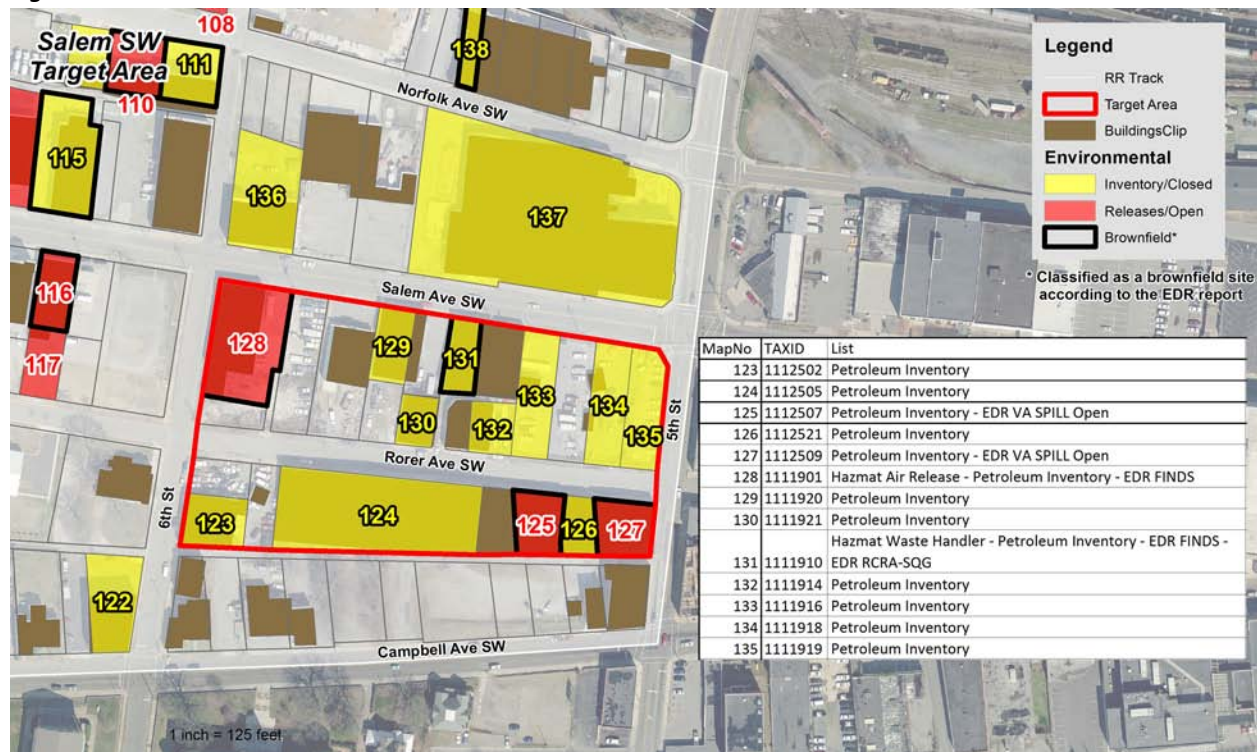 108
Salem SW
Target Area
111
110
138
Norfolk Ave SW
115
136
137
116
117
Salem Ave SW
128
129
131
130
132
133
134
135
5th St
Rorer Ave SW
6th St
123
124
125
126
127
122
Campbell Ave SW
1 inch = 125 feet
Legend
RR Track
Target Area
BuildingsClip
Environmental
Inventory/Closed
Releases/Open
Brownfield*
* Classified as a brownfield site
according to the EDR report
MapNo TAXID List
123 1112502 Petroleum Inventory
124 1112505 Petroleum Inventory
125 1112507 Petroleum Inventory - EDR VA SPILL Open
126 1112521 Petroleum Inventory
127 1112509 Petroleum Inventory - EDR VA SPILL Open
128 1111901 Hazmat Air Release - Petroleum Inventory - EDR FINDS
129 1111920 Petroleum Inventory
130 1111921 Petroleum Inventory
Hazmat Waste Handler - Petroleum Inventory - EDR FINDS -
131 1111910 EDR RCRA-SQG
132 1111914 Petroleum Inventory
133 1111916 Petroleum Inventory
134 1111918 Petroleum Inventory
135 1111919 Petroleum Inventory